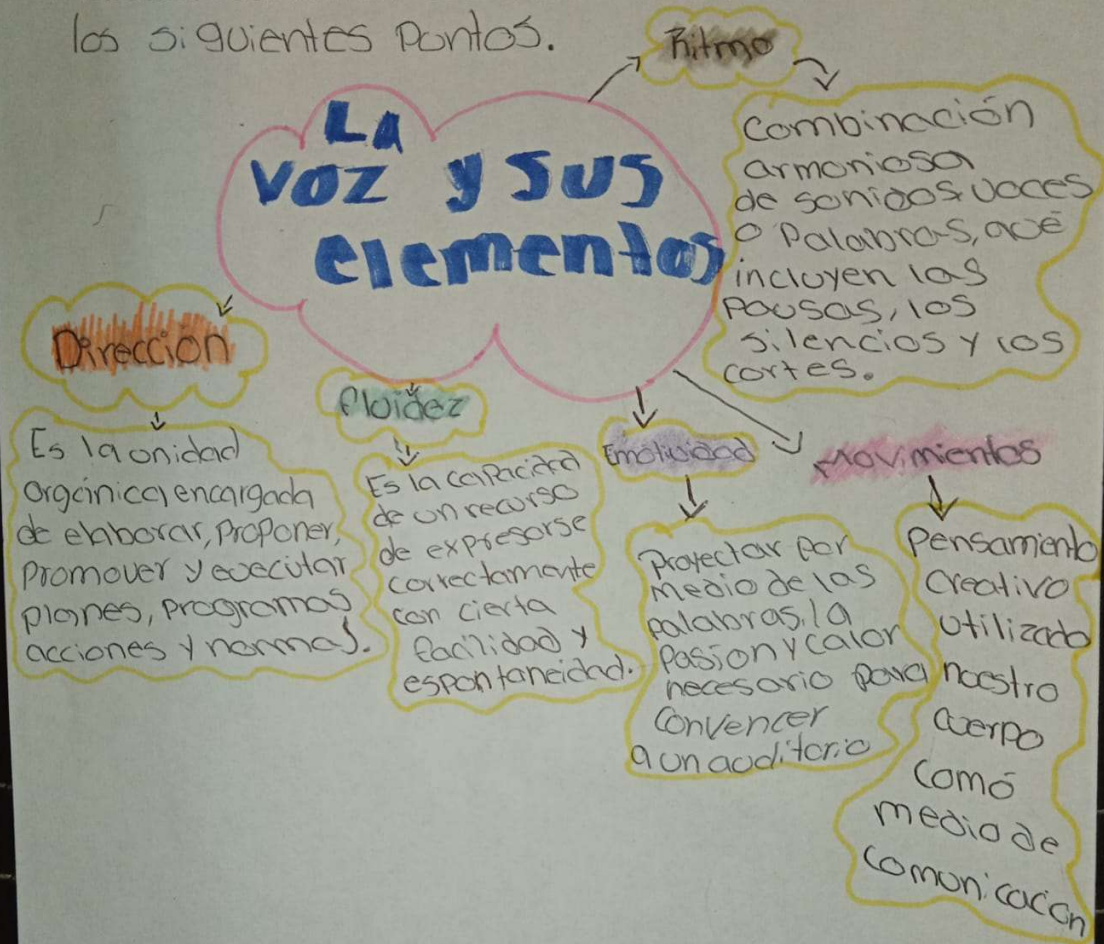 los siguientes puntos.
La
voz y sus
elementos
Ritmo
Combinación
armoniosa
de sonidos voces
o Palabras, qué
incluyen las
Pausas, los
silencios y los
cortes.
Dirección
Es la unidad
orgánica encargada
de elaborar, Proponer,
Promover y evecutar
planes, programas
acciones y normas.
fluidez
Es la capacidad
de un recurso
de expresarse
correctamente
con cierta
facilidad y
espontaneidad.
Emotividad
Proyectar por
medio de las
palabras, la
pasión y calor
necesario para
convencer
a un auditorio
Movimientos
Pensamiento
Creativo
utilizado
nuestro
cuerpo
comó
medio de
comunicación